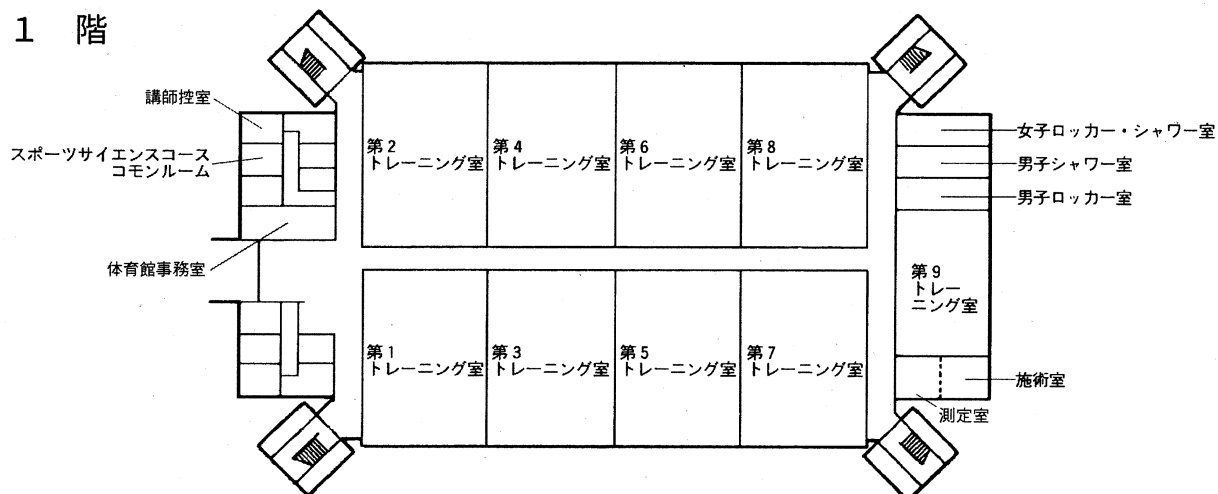 1 階
講師控室
スポーツサイエンスコース
コモンルーム
体育館事務室
第2
トレーニング室
第4
トレーニング室
第6
トレーニング室
第8
トレーニング室
女子ロッカー・シャワー室
男子シャワー室
男子ロッカー室
第9
トレー
ニング室
第1
トレーニング室
第3
トレーニング室
第5
トレーニング室
第7
トレーニング室
施術室
測定室